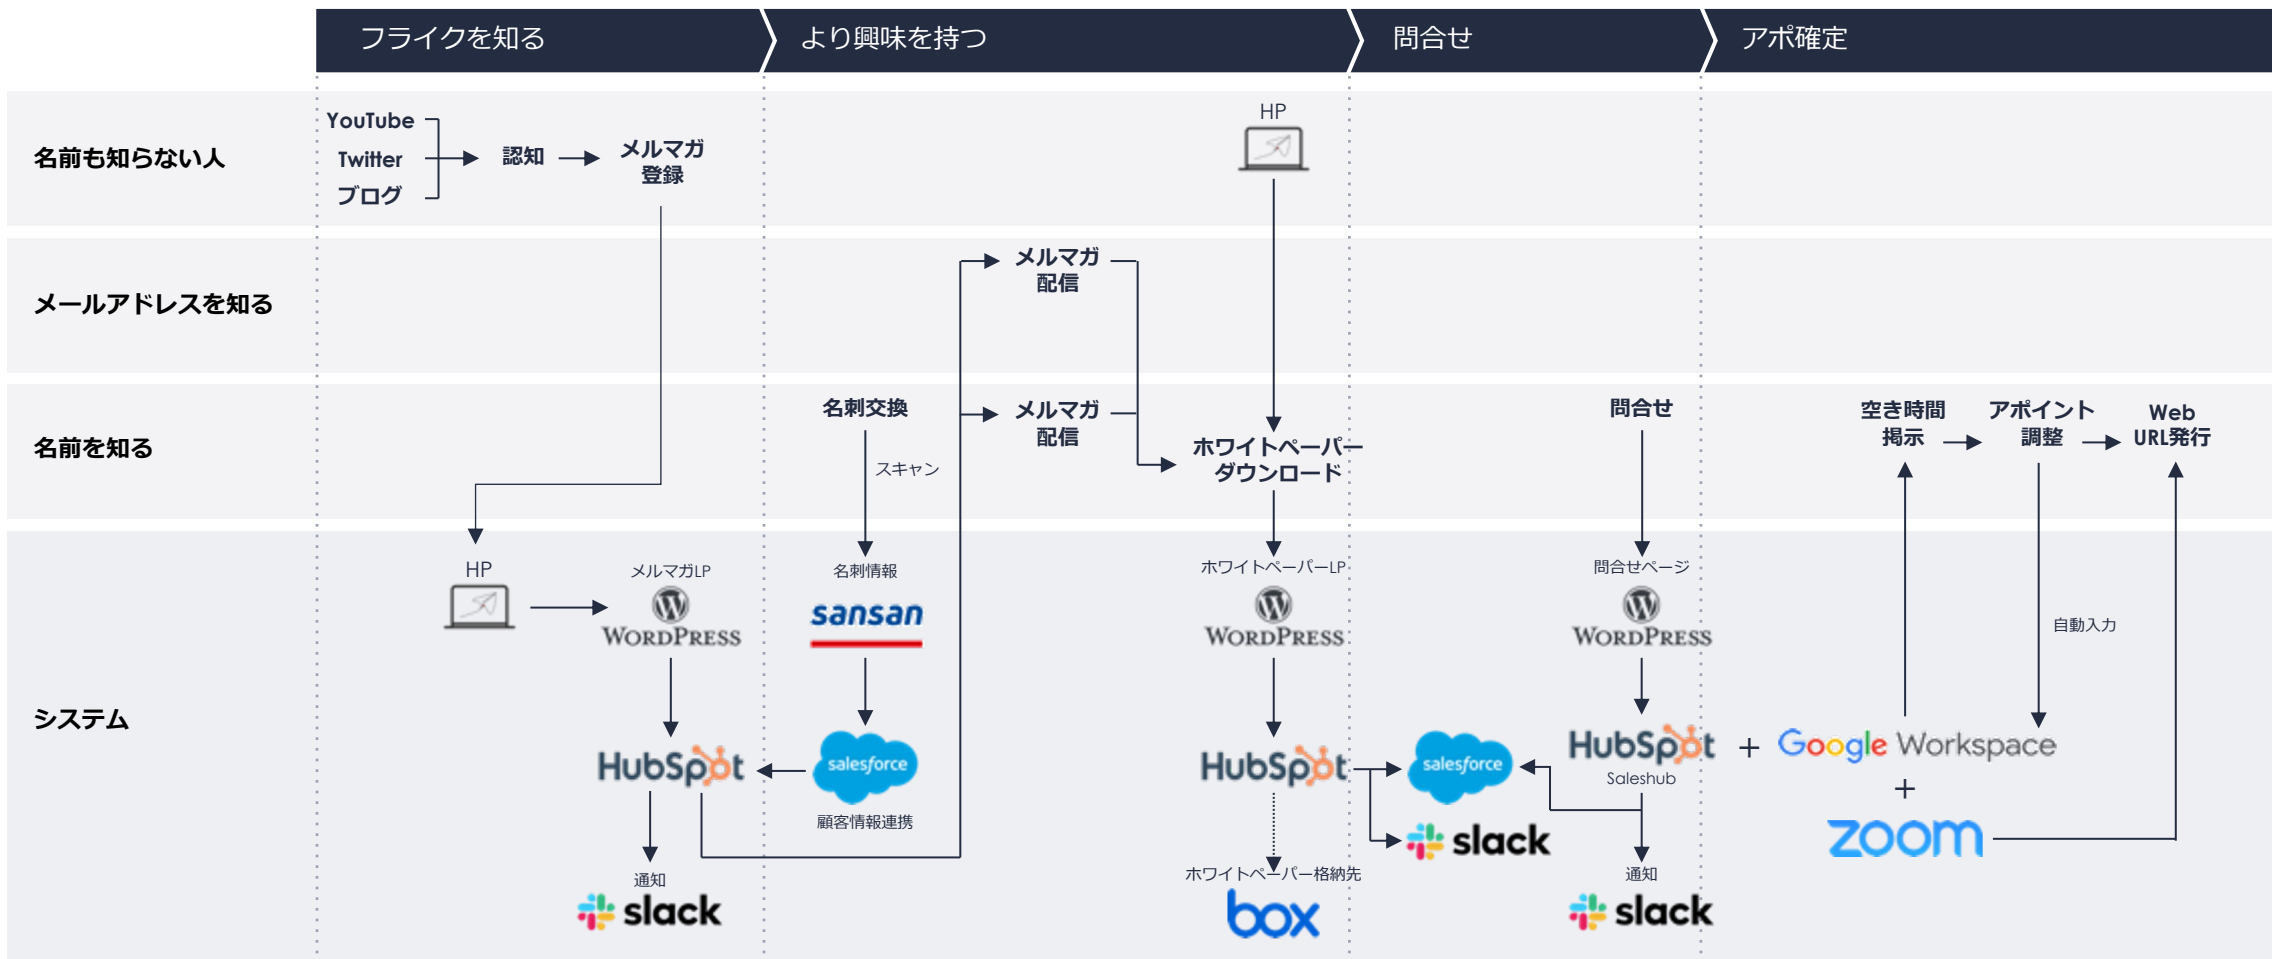 フライクを知る
より興味を持つ
問合せ
アポ確定
名前も知らない人
YouTube
Twitter
ブログ
認知
メルマガ
登録
HP
メールアドレスを知る
メルマガ
配信
名前を知る
名刺交換
スキャン
メルマガ
配信
ホワイトペーパー
ダウンロード
問合せ
空き時間
掲示
アポイント
調整
Web
URL発行
システム
HP
メルマガLP
WORDPRESS
名刺情報
sansan
ホワイトペーパーLP
WORDPRESS
問合せページ
WORDPRESS
自動入力
HubSpot
salesforce
顧客情報連携
HubSpot
salesforce
HubSpot
Saleshub
+
Google Workspace
+
zoom
slack
通知
slack
ホワイトペーパー格納先
box
通知
slack